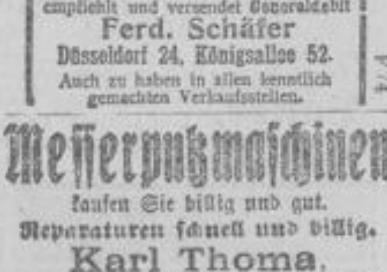 empfiehlt und versendet Generaldebit
Ferd. Schäfer
Düsseldorf 24, Königsallee 52.
Auch zu haben in allen kenntlich
gemachten Verkaufsstellen.
Messerputzmaschinen
kaufen Sie billig und gut.
Reparaturen schnell und billig.
Karl Thoma,